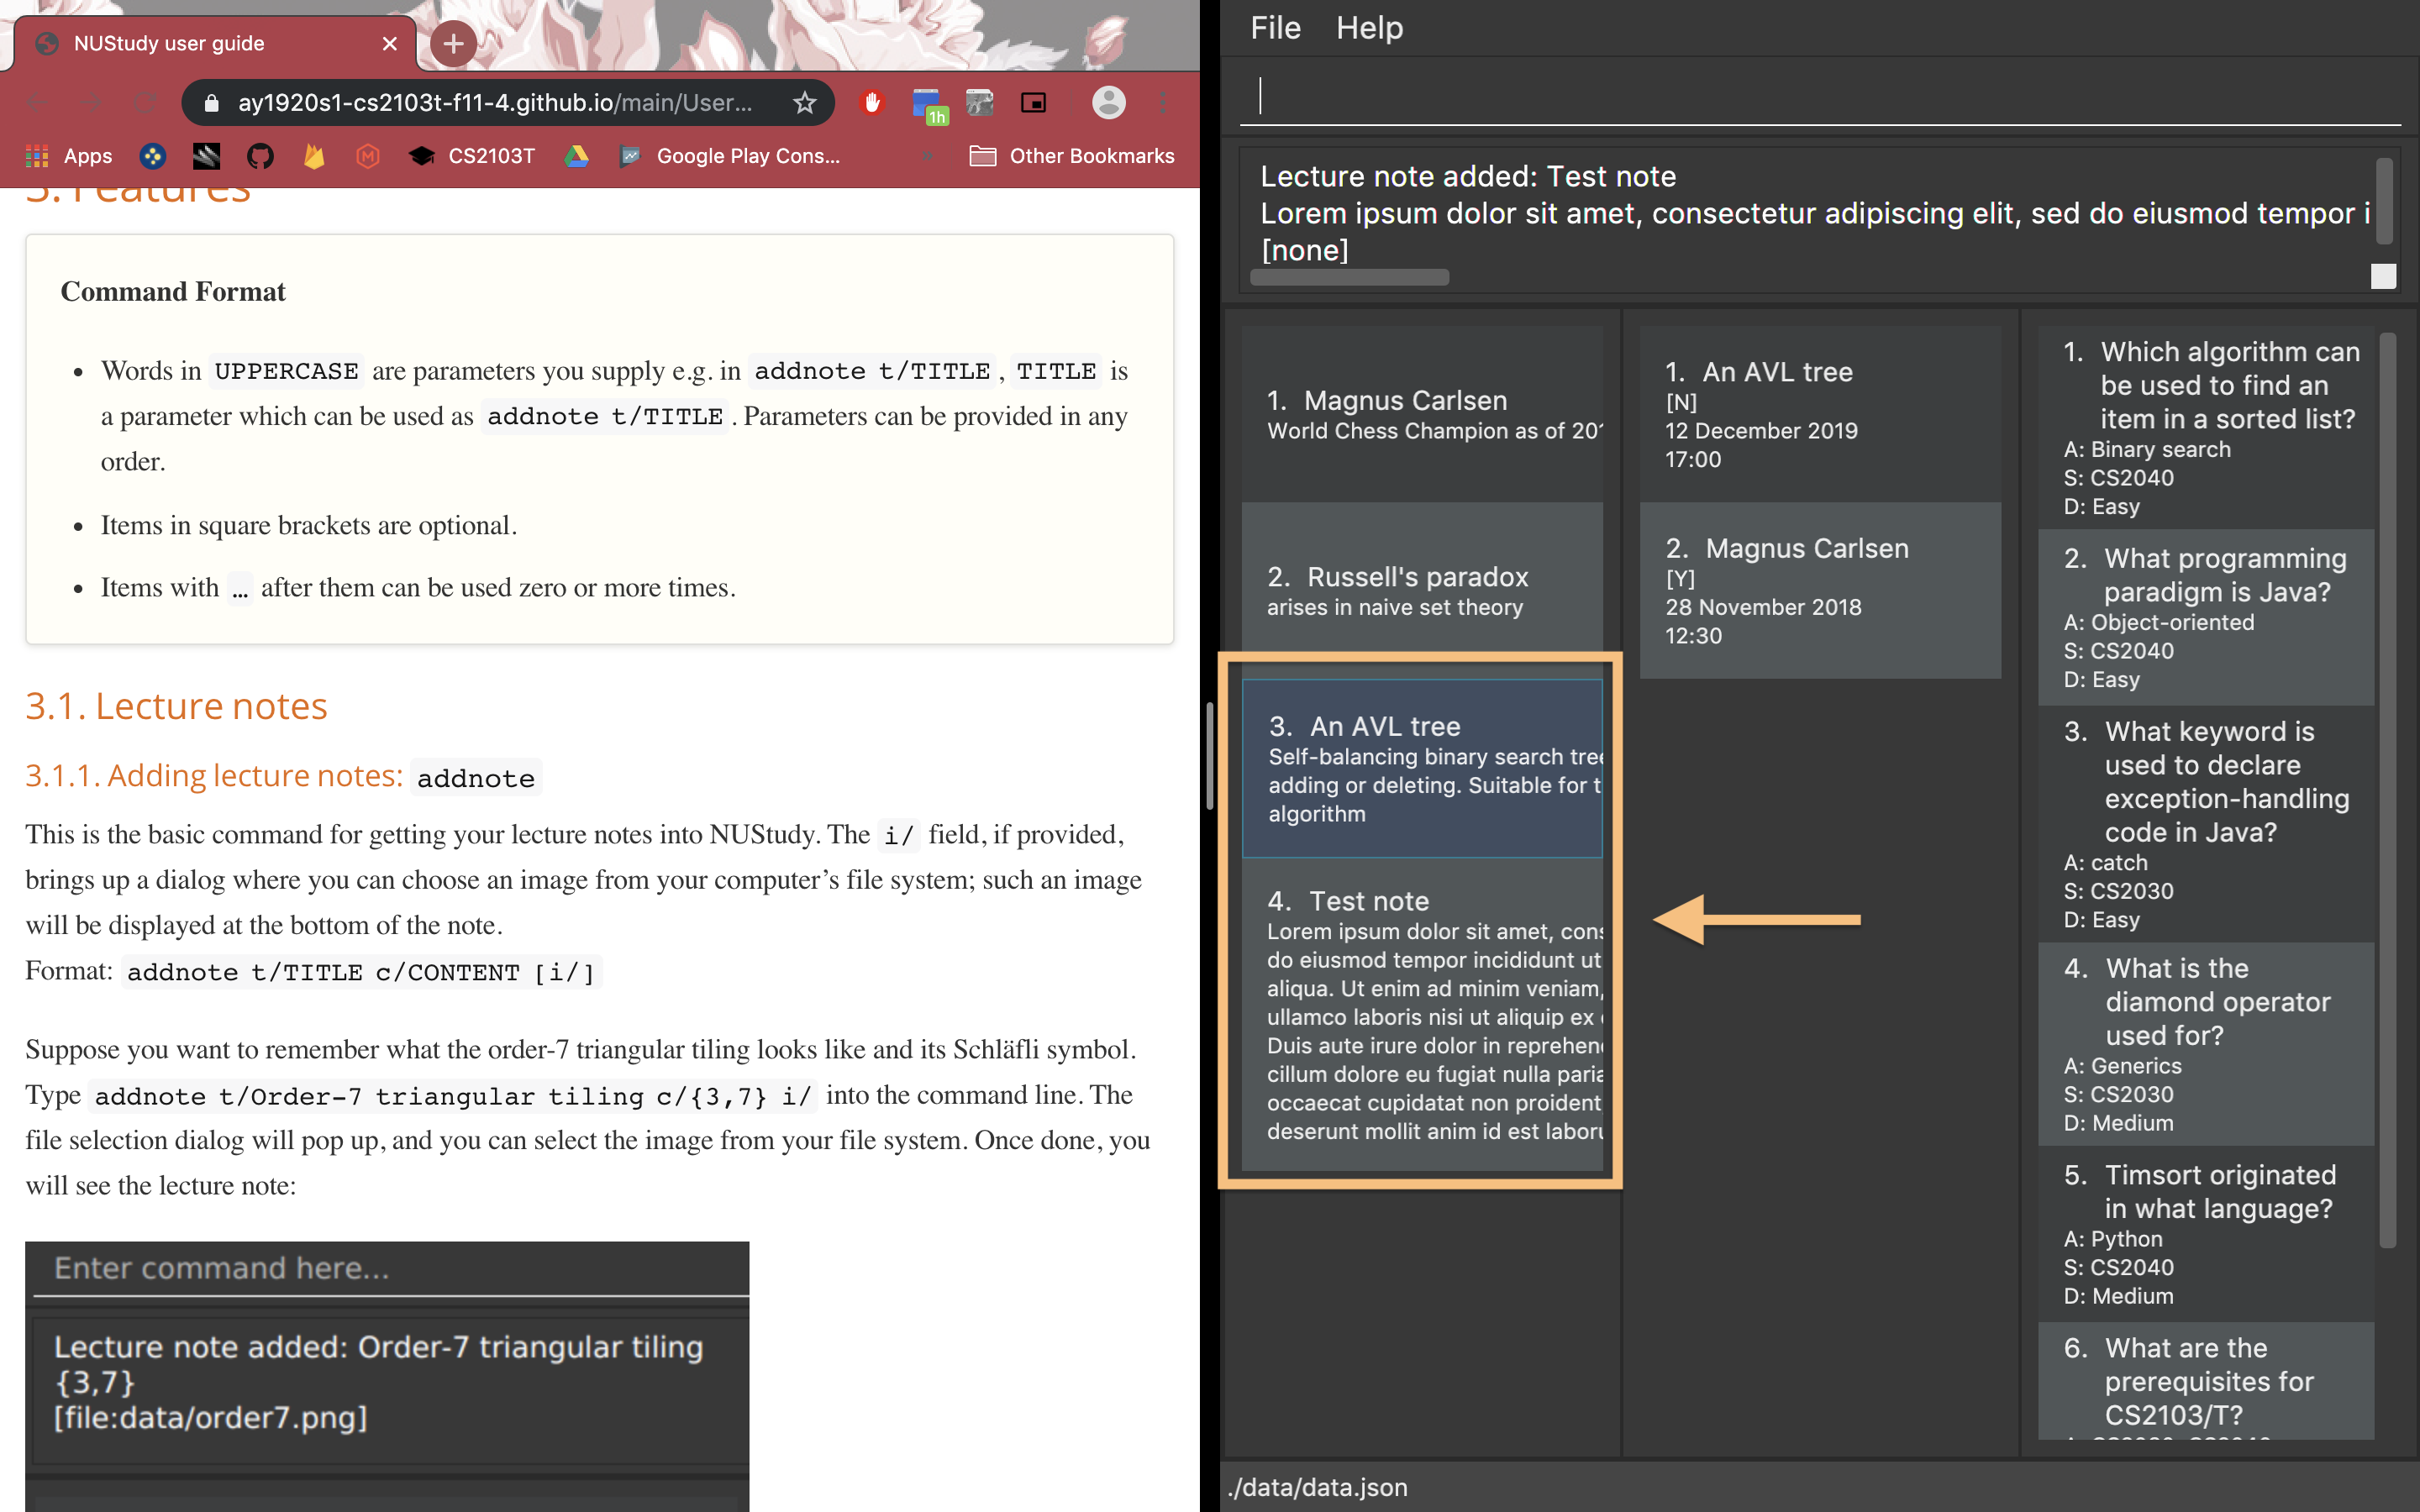 NUStudy user guide
ay1920s1-cs2103t-f11-4.github.io/main/User...
1h
Apps
CS2103T
Google Play Cons...
Other Bookmarks
3. Features
Command Format
• Words in UPPERCASE are parameters you supply e.g. in addnote t/TITLE, TITLE is
a parameter which can be used as addnote t/TITLE. Parameters can be provided in any
order.
• Items in square brackets are optional.
• Items with … after them can be used zero or more times.
3.1. Lecture notes
3.1.1. Adding lecture notes: addnote
This is the basic command for getting your lecture notes into NUStudy. The i/ field, if provided,
brings up a dialog where you can choose an image from your computer’s file system; such an image
will be displayed at the bottom of the note.
Format: addnote t/TITLE c/CONTENT [i/]
Suppose you want to remember what the order-7 triangular tiling looks like and its Schläfli symbol.
Type addnote t/Order-7 triangular tiling c/{3,7} i/ into the command line. The
file selection dialog will pop up, and you can select the image from your file system. Once done, you
will see the lecture note:
Enter command here...
Lecture note added: Order-7 triangular tiling
{3,7}
[file:data/order7.png]
File Help
Lecture note added: Test note
Lorem ipsum dolor sit amet, consectetur adipiscing elit, sed do eiusmod tempor i
[none]
1. Magnus Carlsen
World Chess Champion as of 201
2. Russell's paradox
arises in naive set theory
3. An AVL tree
Self-balancing binary search tree
adding or deleting. Suitable for t
algorithm
4. Test note
Lorem ipsum dolor sit amet, cons
do eiusmod tempor incididunt ut
aliqua. Ut enim ad minim veniam,
ullamco laboris nisi ut aliquip ex
Duis aute irure dolor in reprehen
cillum dolore eu fugiat nulla paria
occaecat cupidatat non proident
deserunt mollit anim id est laboru
1. An AVL tree
[N]
12 December 2019
17:00
2. Magnus Carlsen
[Y]
28 November 2018
12:30
1. Which algorithm can
be used to find an
item in a sorted list?
A: Binary search
S: CS2040
D: Easy
2. What programming
paradigm is Java?
A: Object-oriented
S: CS2040
D: Easy
3. What keyword is
used to declare
exception-handling
code in Java?
A: catch
S: CS2030
D: Easy
4. What is the
diamond operator
used for?
A: Generics
S: CS2030
D: Medium
5. Timsort originated
in what language?
A: Python
S: CS2040
D: Medium
6. What are the
prerequisites for
CS2103/T?
./data/data.json